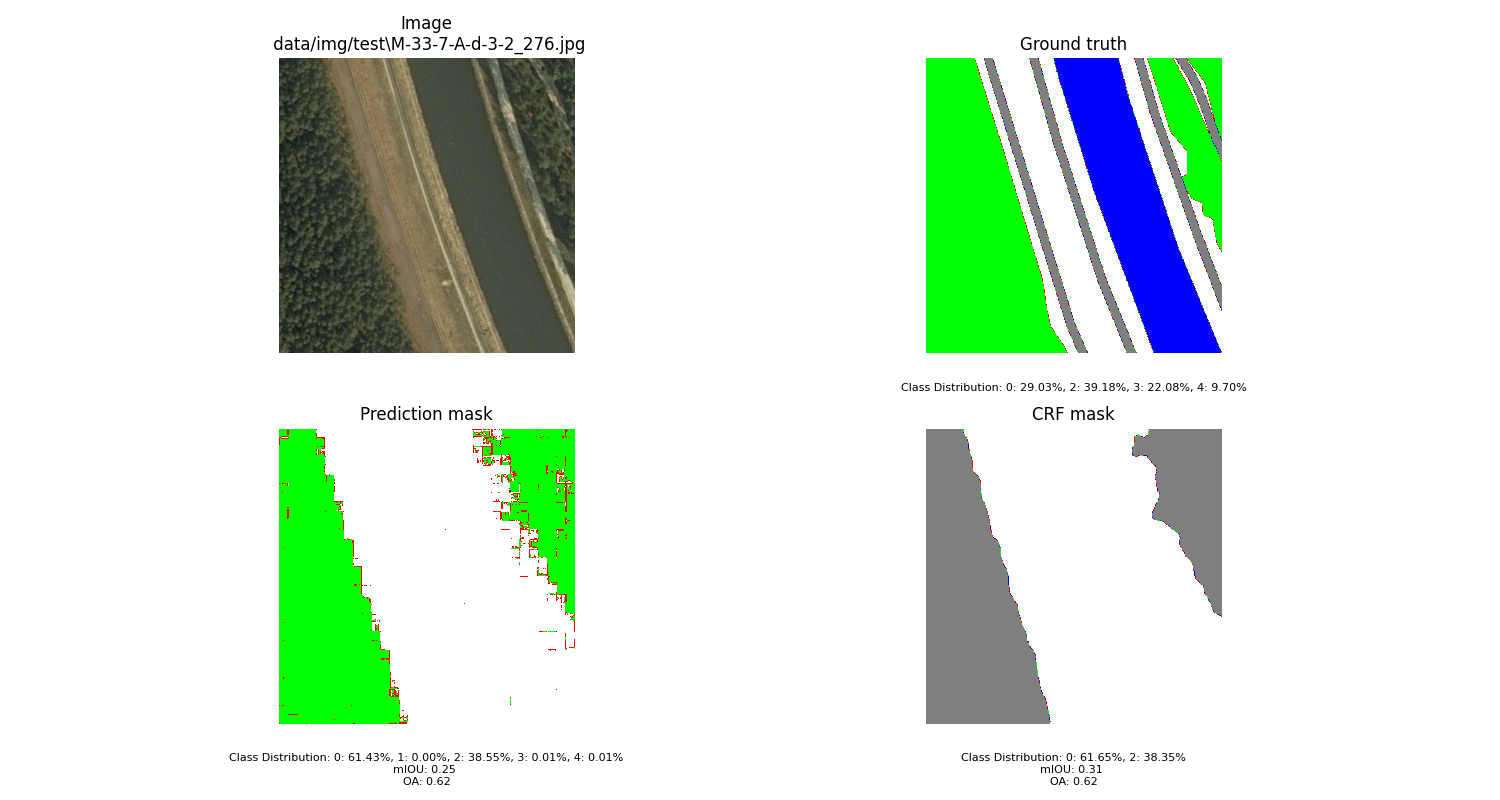 Image
data/img/test\M-33-7-A-d-3-2_276.jpg
Ground truth
Class Distribution: 0: 29.03%, 2: 39.18%, 3: 22.08%, 4: 9.70%
Prediction mask
CRF mask
Class Distribution: 0: 61.43%, 1: 0.00%, 2: 38.55%, 3: 0.01%, 4: 0.01%
mIOU: 0.25
OA: 0.62
Class Distribution: 0: 61.65%, 2: 38.35%
mIOU: 0.31
OA: 0.62